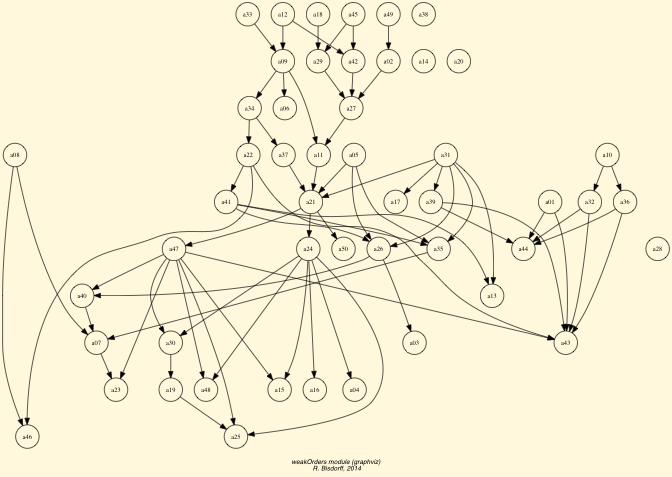 a33 a12 a18 a45 a49 a38
a09 a29 a42 a02 a14 a20
a34 a06 a27
a08 a22 a37 a11 a05 a31 a10
a41 a21 a17 a39 a01 a32 a36
a47 a24 a50 a26 a35 a44 a28
a40 a13
a07 a30 a03 a43
a23 a19 a48 a15 a16 a04
a46 a25
weakOrders module (graphviz)
R. Bisdorff, 2014